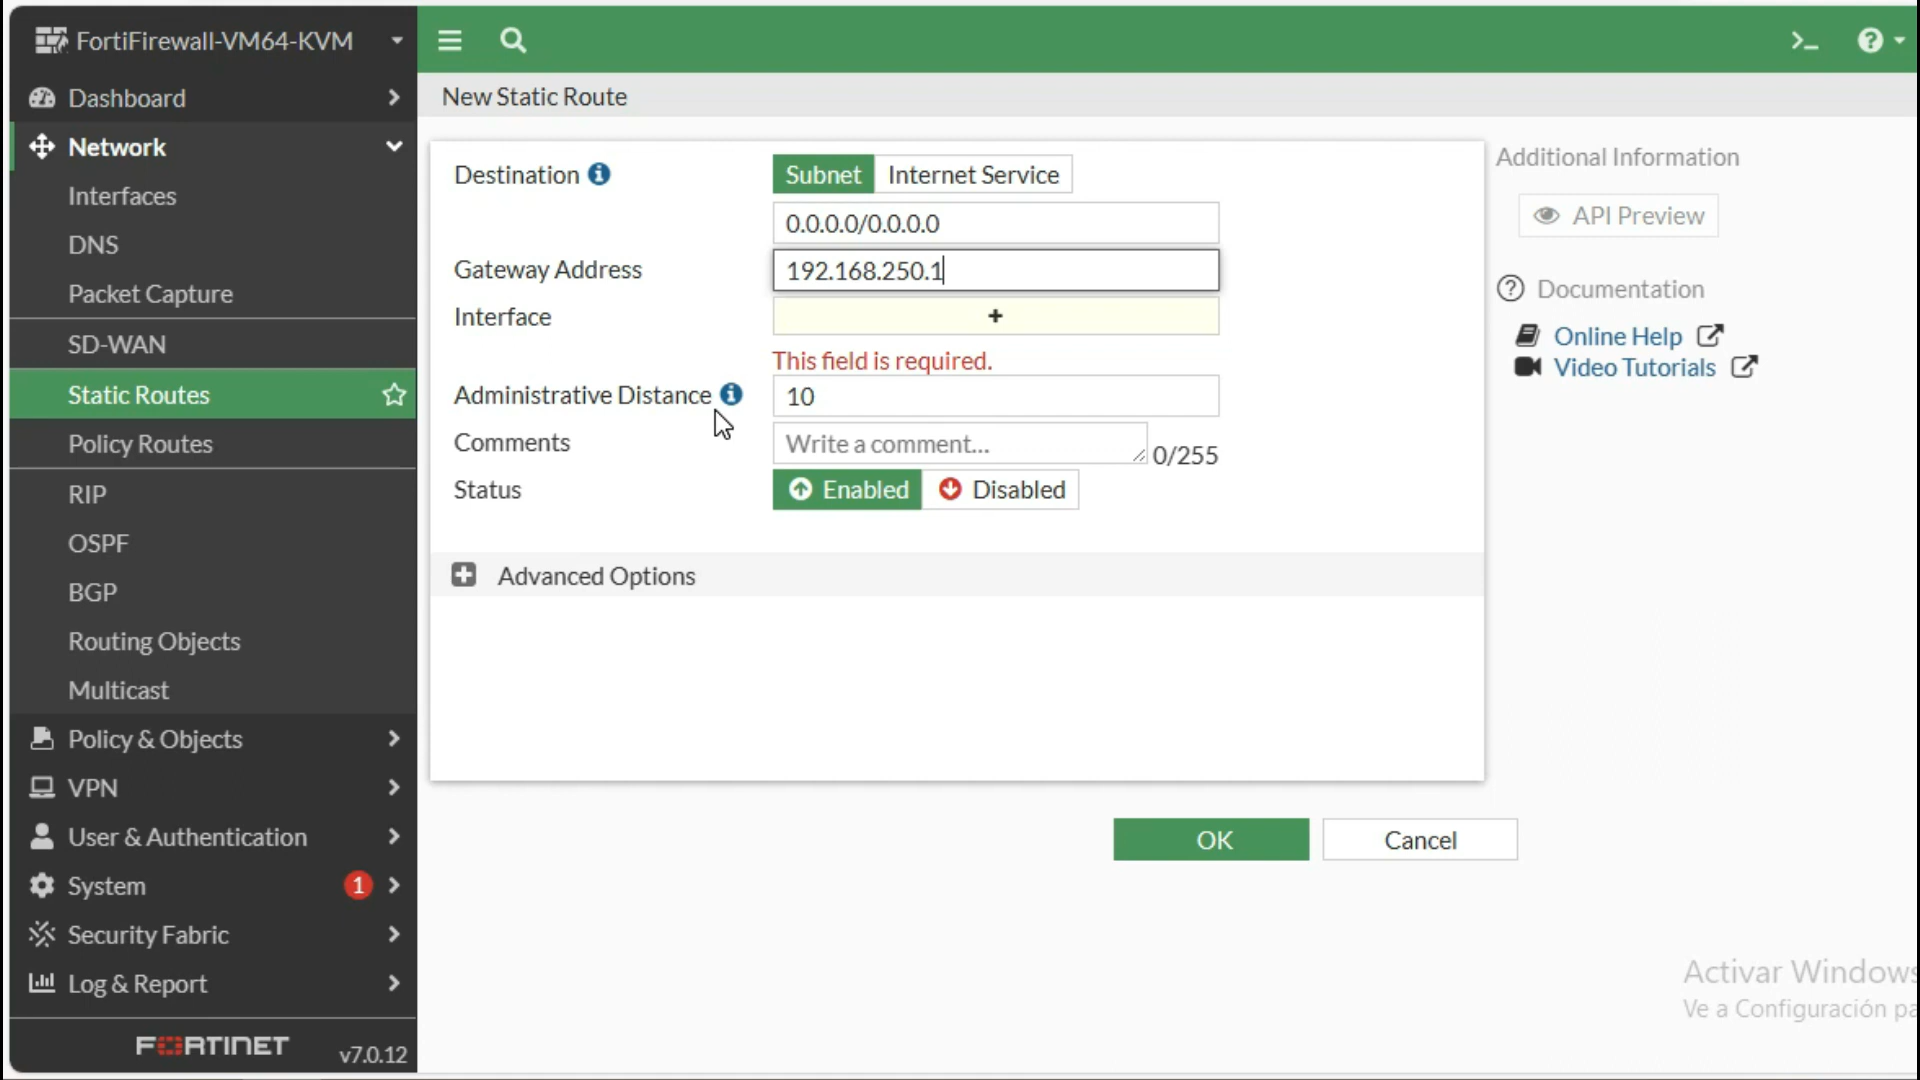 FortiFirewall-VM64-KVM
Dashboard
Network
Interfaces
DNS
Packet Capture
SD-WAN
Static Routes
Policy Routes
RIP
OSPF
BGP
Routing Objects
Multicast
Policy & Objects
VPN
User & Authentication
System 1
Security Fabric
Log & Report
FORTINET v7.0.12
New Static Route
Destination Subnet Internet Service
0.0.0.0/0.0.0.0
Gateway Address 192.168.250.1
Interface +
This field is required.
Administrative Distance 10
Comments Write a comment... 0/255
Status Enabled Disabled
Advanced Options
OK Cancel
Additional Information
API Preview
Documentation
Online Help
Video Tutorials
Activar Windows
Ve a Configuración pa